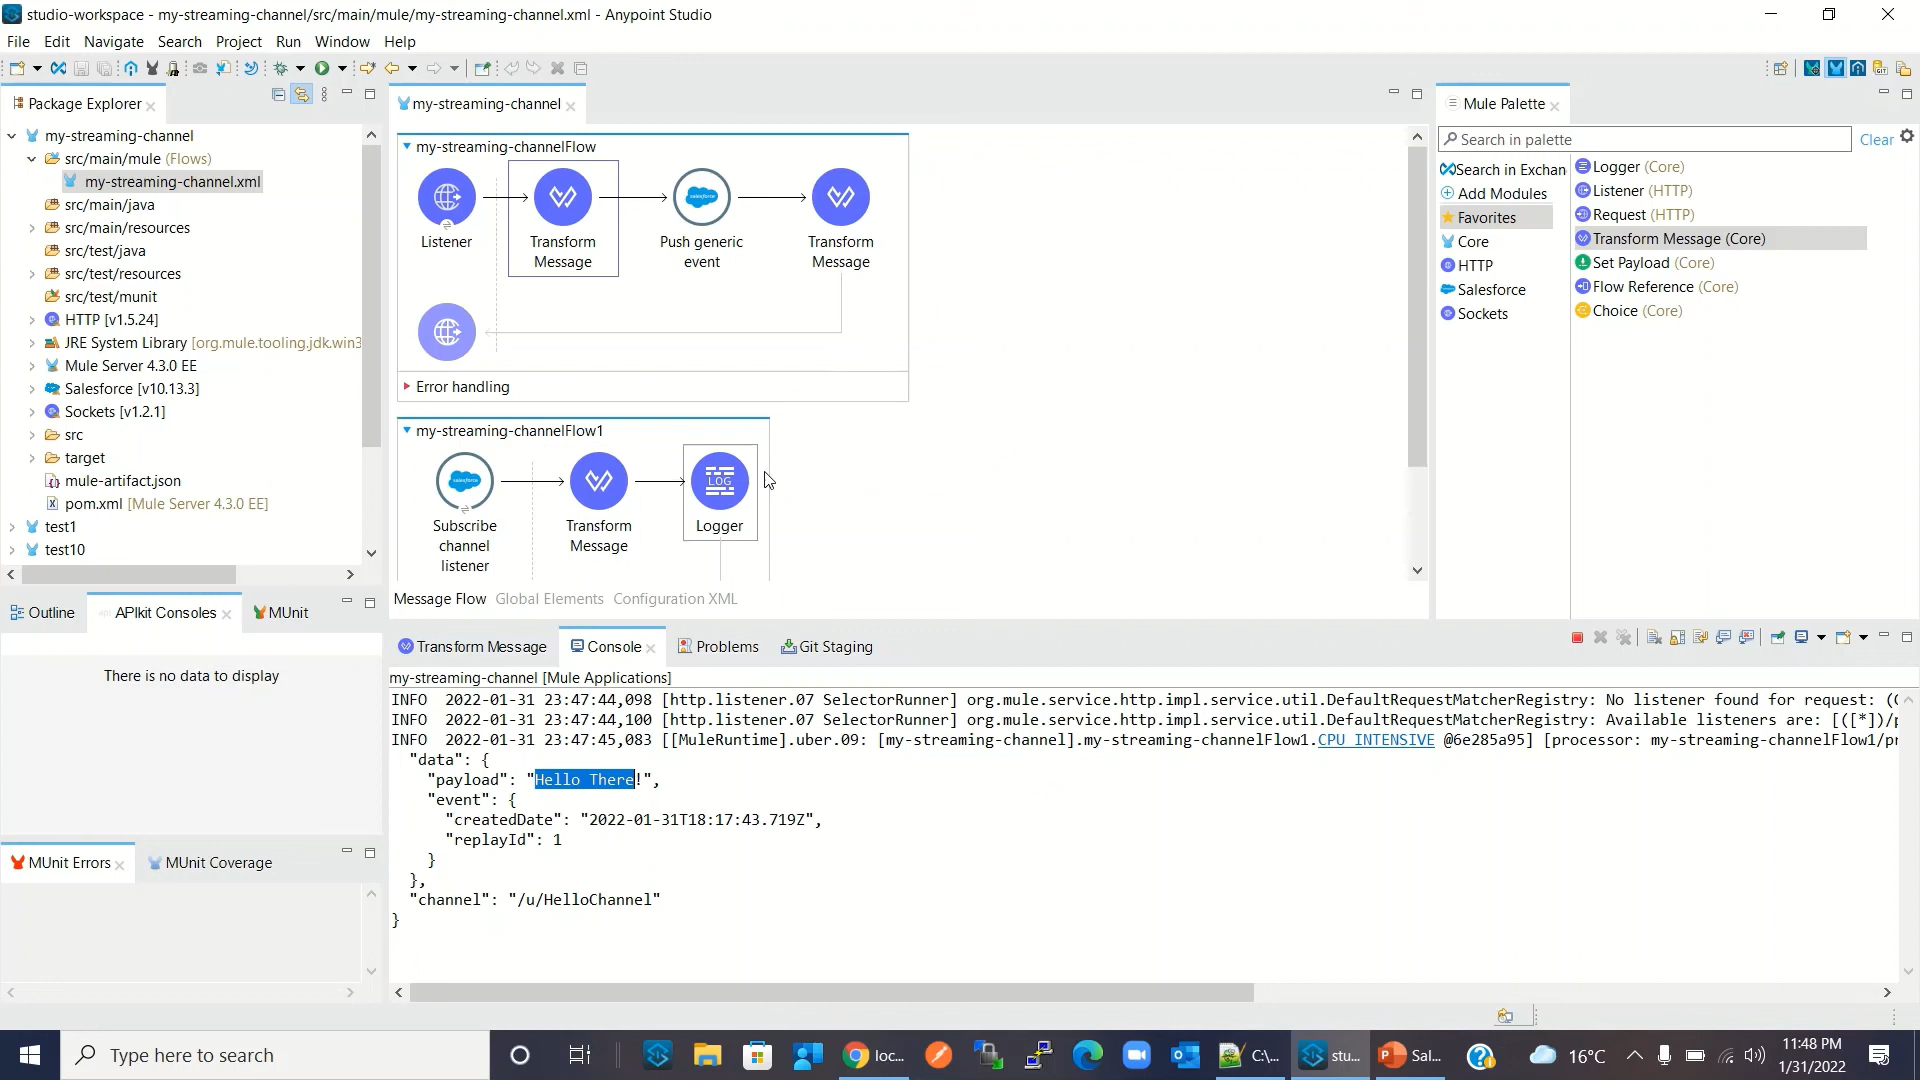 studio-workspace - my-streaming-channel/src/main/mule/my-streaming-channel.xml - Anypoint Studio
File Edit Navigate Search Project Run Window Help
Package Explorer
my-streaming-channel
src/main/mule (Flows)
my-streaming-channel.xml
src/main/java
src/main/resources
src/test/java
src/test/resources
src/test/munit
HTTP [v1.5.24]
JRE System Library [org.mule.tooling.jdk.win3
Mule Server 4.3.0 EE
Salesforce [v10.13.3]
Sockets [v1.2.1]
src
target
mule-artifact.json
pom.xml [Mule Server 4.3.0 EE]
test1
test10
my-streaming-channel
my-streaming-channelFlow
Listener
Transform
Message
Push generic
event
Transform
Message
Error handling
my-streaming-channelFlow1
LOG
Subscribe
channel
listener
Transform
Message
Logger
Message Flow Global Elements Configuration XML
Mule Palette
Search in palette
Clear
Search in Exchan
Add Modules
Favorites
Core
HTTP
Salesforce
Sockets
Logger (Core)
Listener (HTTP)
Request (HTTP)
Transform Message (Core)
Set Payload (Core)
Flow Reference (Core)
Choice (Core)
Outline APIkit Consoles MUnit
There is no data to display
MUnit Errors MUnit Coverage
Transform Message Console Problems Git Staging
my-streaming-channel [Mule Applications]
INFO 2022-01-31 23:47:44,098 [http.listener.07 SelectorRunner] org.mule.service.http.impl.service.util.DefaultRequestMatcherRegistry: No listener found for request: (
INFO 2022-01-31 23:47:44,100 [http.listener.07 SelectorRunner] org.mule.service.http.impl.service.util.DefaultRequestMatcherRegistry: Available listeners are: [([*])/
INFO 2022-01-31 23:47:45,083 [[MuleRuntime].uber.09: [my-streaming-channel].my-streaming-channelFlow1.CPU_INTENSIVE @6e285a95] [processor: my-streaming-channelFlow1/pr
"data": {
"payload": "Hello There!",
"event": {
"createdDate": "2022-01-31T18:17:43.719Z",
"replayId": 1
}
},
"channel": "/u/HelloChannel"
}
Type here to search
loc...
C:\...
stu...
Sal...
16°C
11:48 PM
1/31/2022